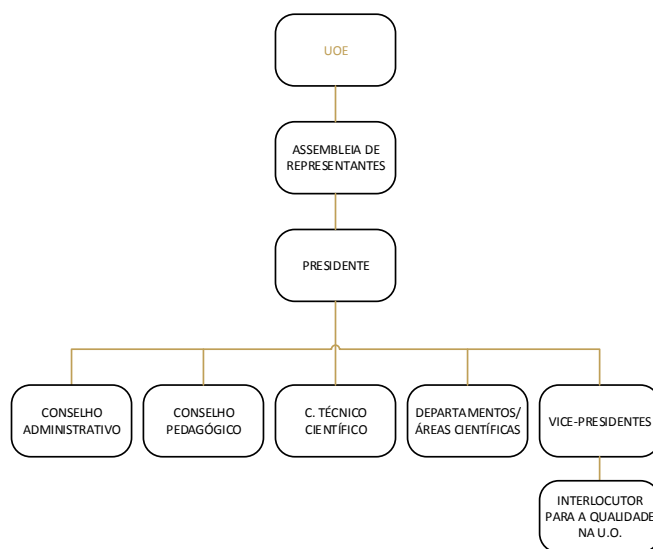 UOE
ASSEMBLEIA DE
REPRESENTANTES
PRESIDENTE
CONSELHO
ADMINISTRATIVO
CONSELHO
PEDAGÓGICO
C. TÉCNICO
CIENTÍFICO
DEPARTAMENTOS/
ÁREAS CIENTÍFICAS
VICE-PRESIDENTES
INTERLOCUTOR
PARA A QUALIDADE
NA U.O.